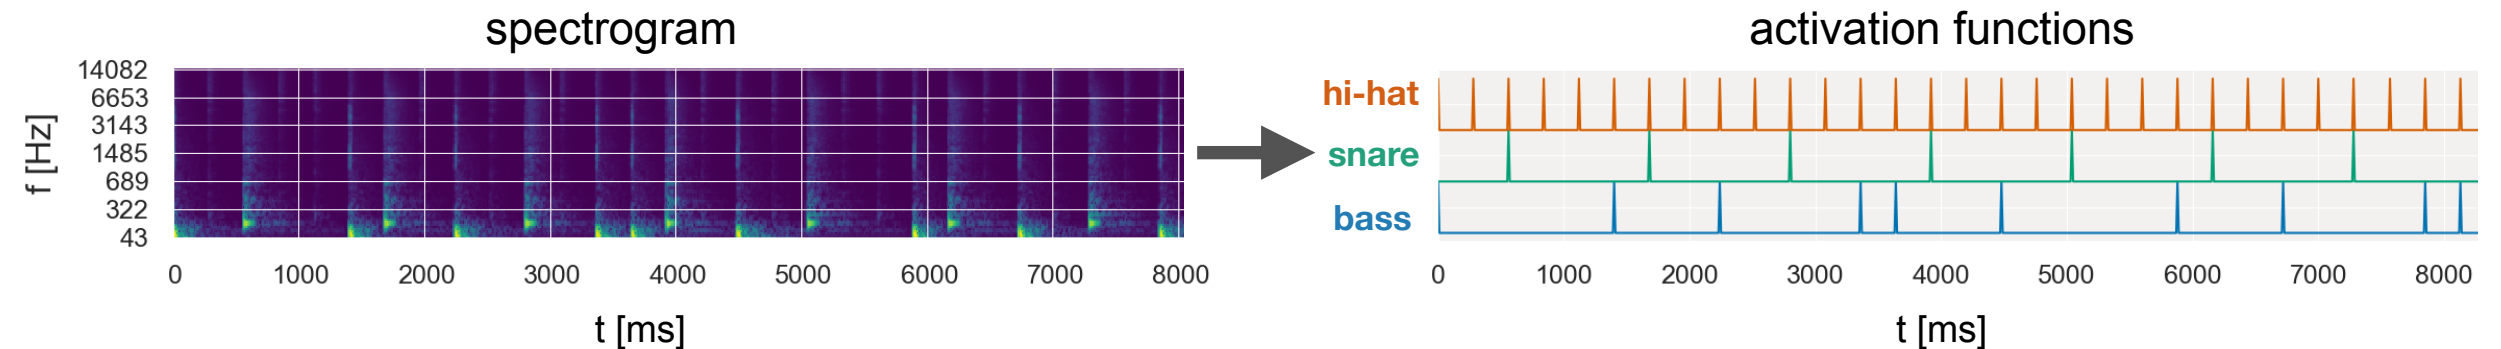 spectrogram
14082
6653
3143
1485
689
322
43
f [Hz]
0 1000 2000 3000 4000 5000 6000 7000 8000
t [ms]
activation functions
hi-hat
snare
bass
0 1000 2000 3000 4000 5000 6000 7000 8000
t [ms]